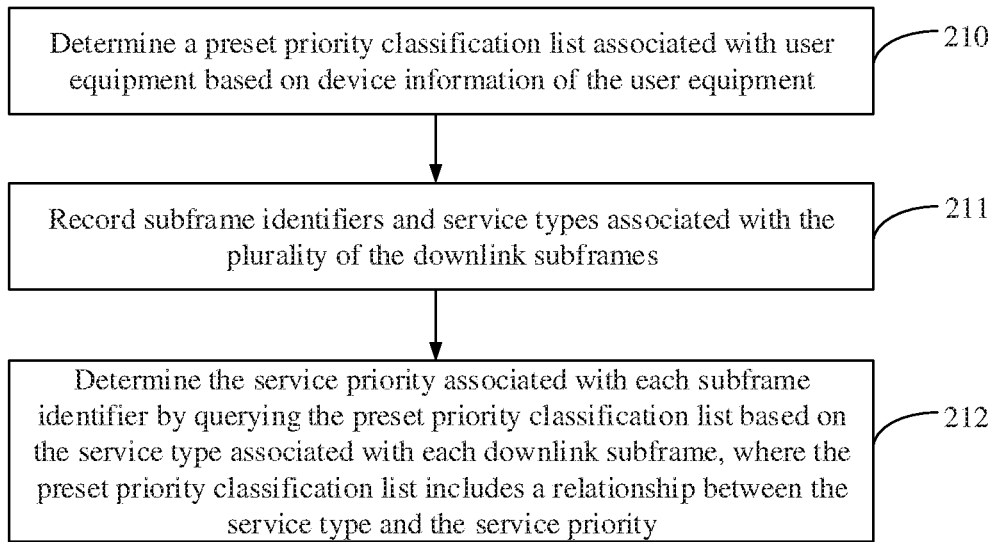 Determine a preset priority classification list associated with user
equipment based on device information of the user equipment
210
Record subframe identifiers and service types associated with the
plurality of the downlink subframes
211
Determine the service priority associated with each subframe
identifier by querying the preset priority classification list based on
the service type associated with each downlink subframe, where the
preset priority classification list includes a relationship between the
service type and the service priority
212